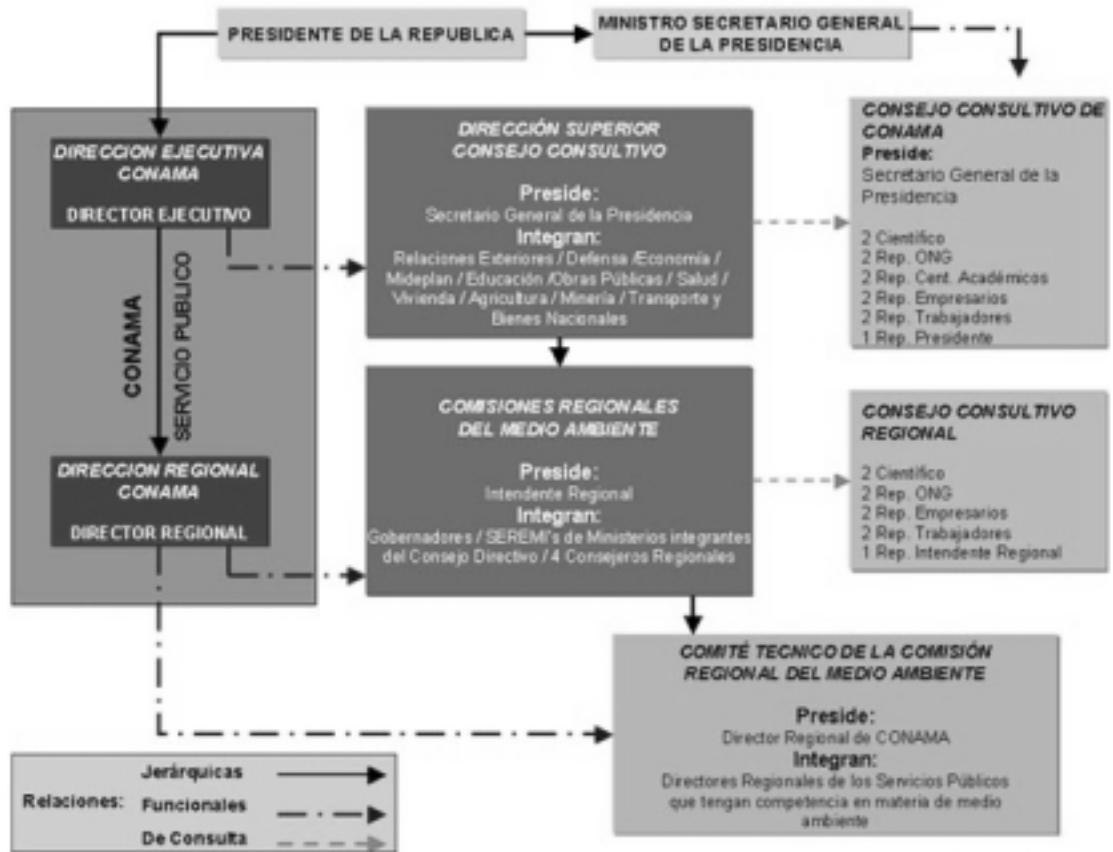 PRESIDENTE DE LA REPUBLICA
MINISTRO SECRETARIO GENERAL
DE LA PRESIDENCIA
DIRECCION EJECUTIVA
CONAMA
DIRECTOR EJECUTIVO
CONAMA
SERVICIO PUBLICO
DIRECCION REGIONAL
CONAMA
DIRECTOR REGIONAL
DIRECCIÓN SUPERIOR
CONSEJO CONSULTIVO
Preside:
Secretario General de la Presidencia
Integran:
Relaciones Exteriores / Defensa /Economía /
Mideplan / Educación /Obras Públicas / Salud /
Vivienda / Agricultura / Minería / Transporte y
Bienes Nacionales
CONSEJO CONSULTIVO DE
CONAMA
Preside:
Secretario General de la
Presidencia
2 Científico
2 Rep. ONG
2 Rep. Cent. Académicos
2 Rep. Empresarios
2 Rep. Trabajadores
1 Rep. Presidente
COMISIONES REGIONALES
DEL MEDIO AMBIENTE
Preside:
Intendente Regional
Integran:
Gobernadores / SEREMI's de Ministerios integrantes
del Consejo Directivo / 4 Consejeros Regionales
CONSEJO CONSULTIVO
REGIONAL
2 Científico
2 Rep. ONG
2 Rep. Empresarios
2 Rep. Trabajadores
1 Rep. Intendente Regional
COMITÉ TECNICO DE LA COMISIÓN
REGIONAL DEL MEDIO AMBIENTE
Preside:
Director Regional de CONAMA
Integran:
Directores Regionales de los Servicios Públicos
que tengan competencia en materia de medio
ambiente
Relaciones:
Jerárquicas
Funcionales
De Consulta